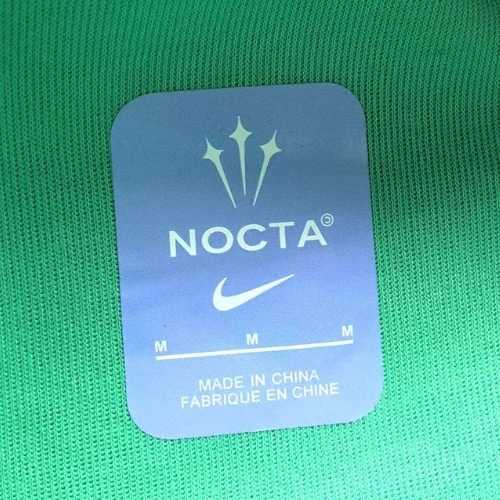 NOCTA©
M M M
MADE IN CHINA
FABRIQUE EN CHINE